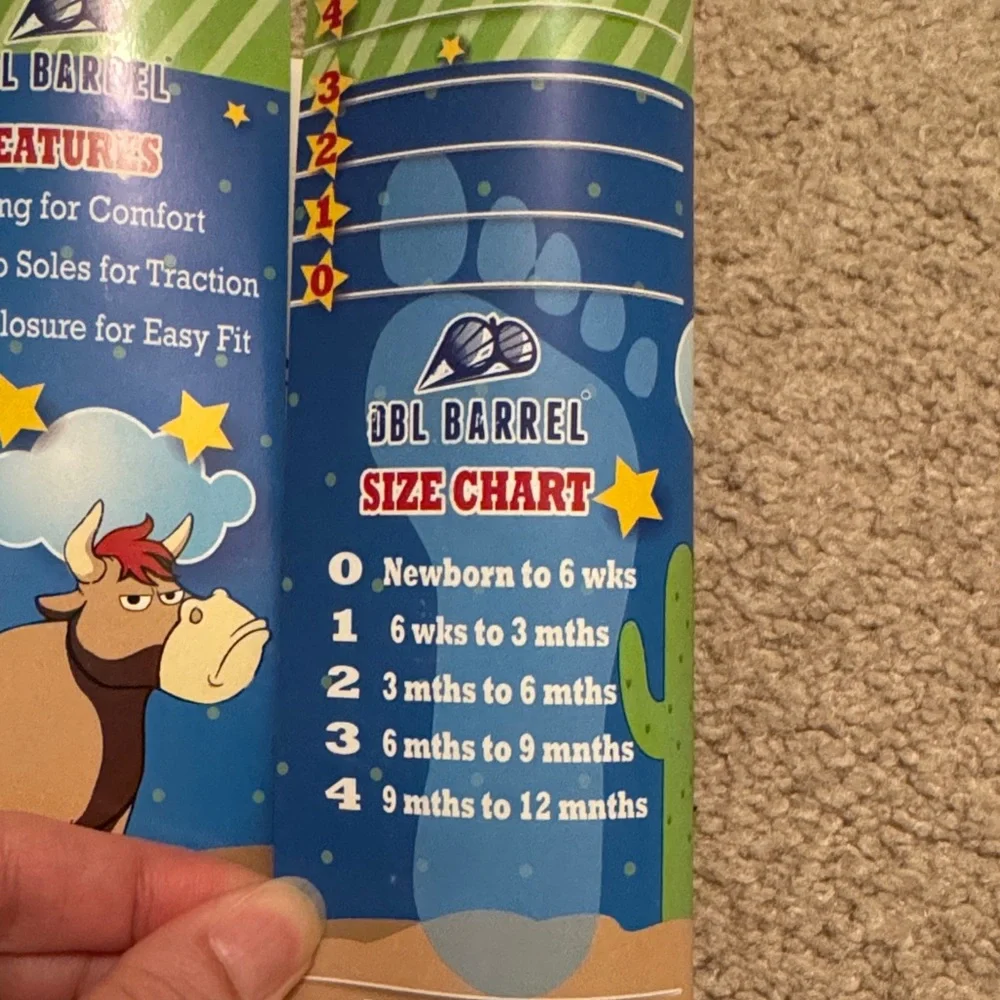 L BARREL
EATURES
ng for Comfort
Soles for Traction
losure for Easy Fit
4
3
2
1
0
DBL BARREL
SIZE CHART
0 Newborn to 6 wks
1 6 wks to 3 mths
2 3 mths to 6 mths
3 6 mths to 9 mnths
4 9 mths to 12 mnths